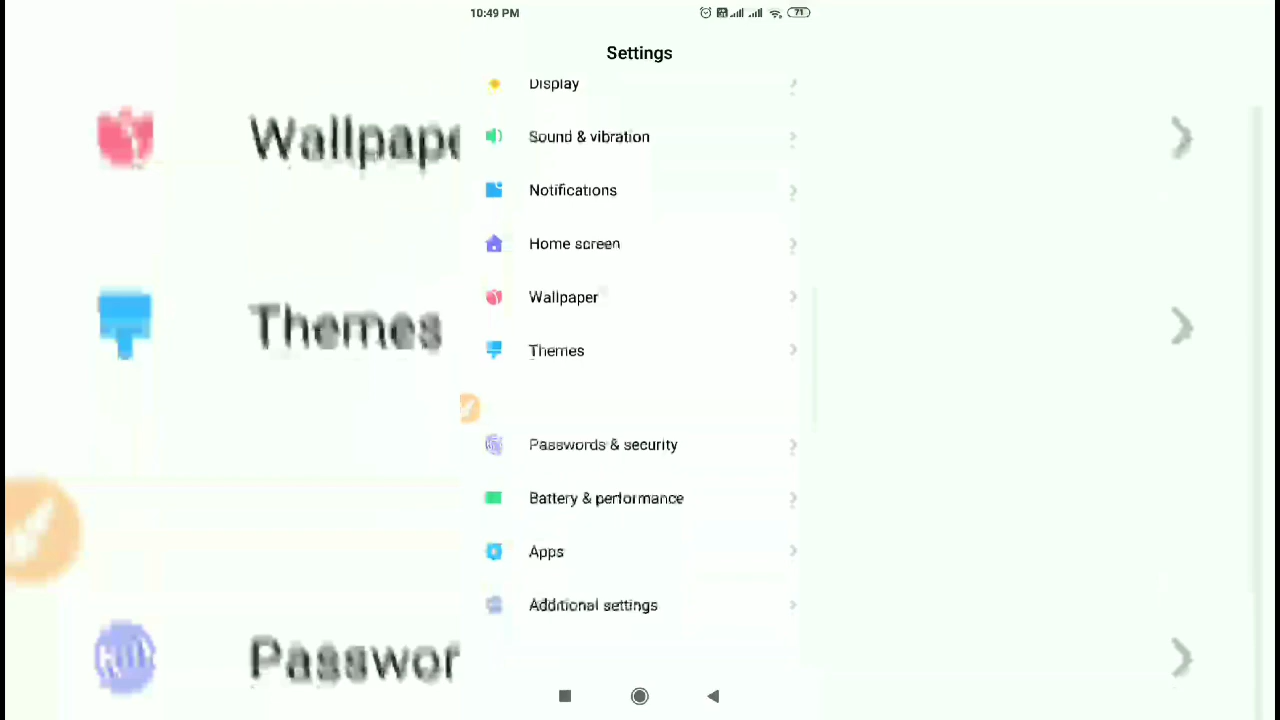 10:49 PM
71
Settings
Display
Sound & vibration
Notifications
Home screen
Wallpaper
Themes
Passwords & security
Battery & performance
Apps
Additional settings
Wallpape
Themes
Passwor